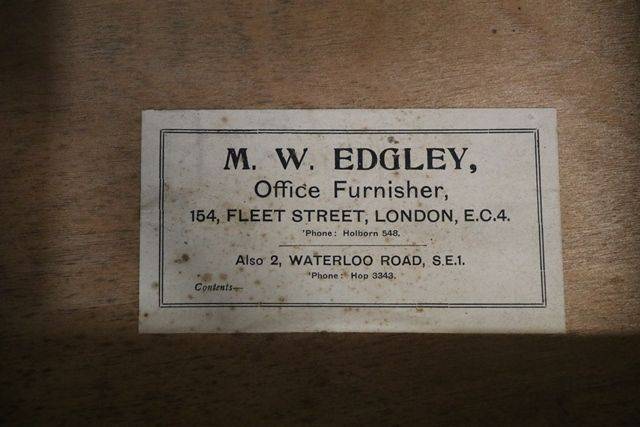 M. W. EDGLEY,
Office Furnisher,
154, FLEET STREET, LONDON, E.C.4.
'Phone: Holborn 548.
Also 2, WATERLOO ROAD, S.E.1.
'Phone: Hop 3343.
Contents—